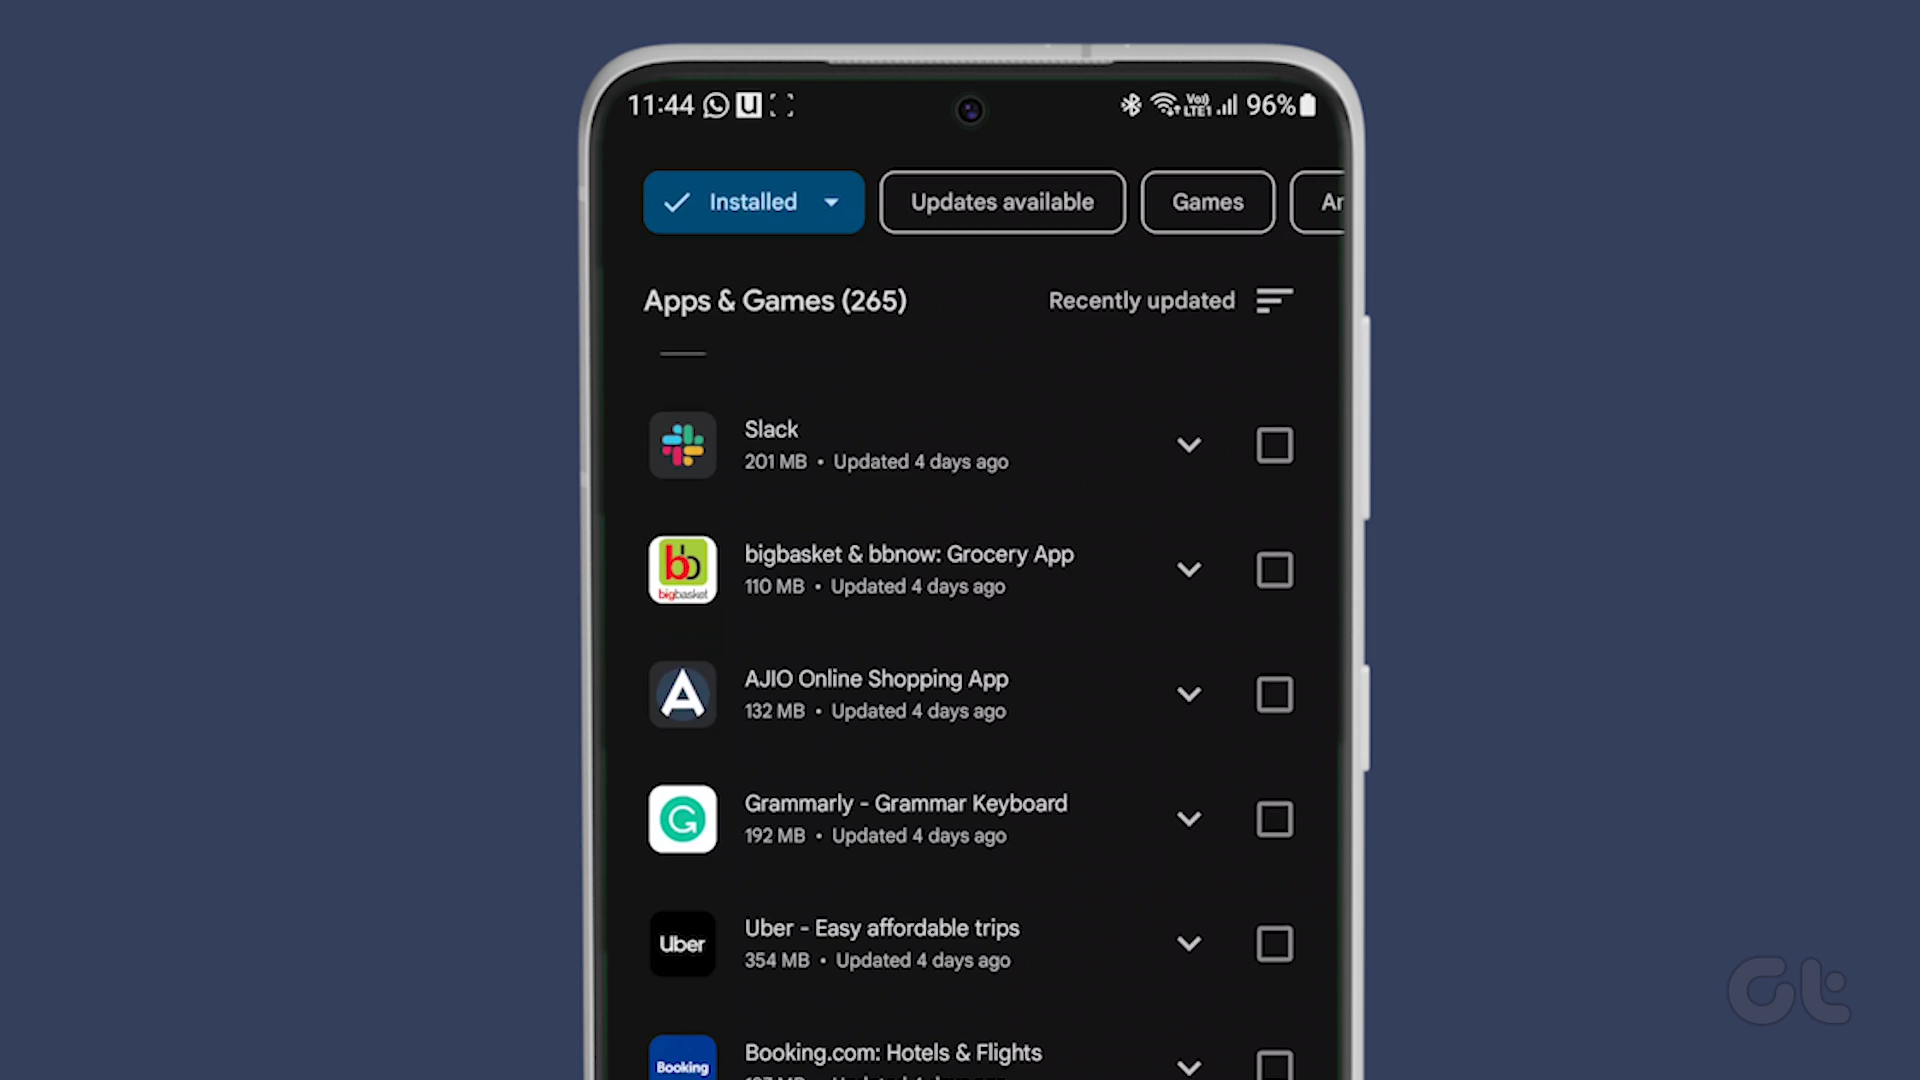 11:44
Vo)) LTE1 96%
Installed
Updates available
Games
Apps & Games (265)
Recently updated
Slack
201 MB • Updated 4 days ago
bigbasket
bigbasket & bbnow: Grocery App
110 MB • Updated 4 days ago
AJIO Online Shopping App
132 MB • Updated 4 days ago
Grammarly - Grammar Keyboard
192 MB • Updated 4 days ago
Uber
Uber - Easy affordable trips
354 MB • Updated 4 days ago
Booking
Booking.com: Hotels & Flights